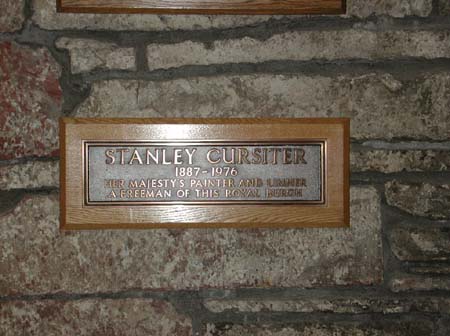 STANLEY CURSITER
1887-1976
HER MAJESTY'S PAINTER AND LIMNER
A FREEMAN OF THIS ROYAL BURGH